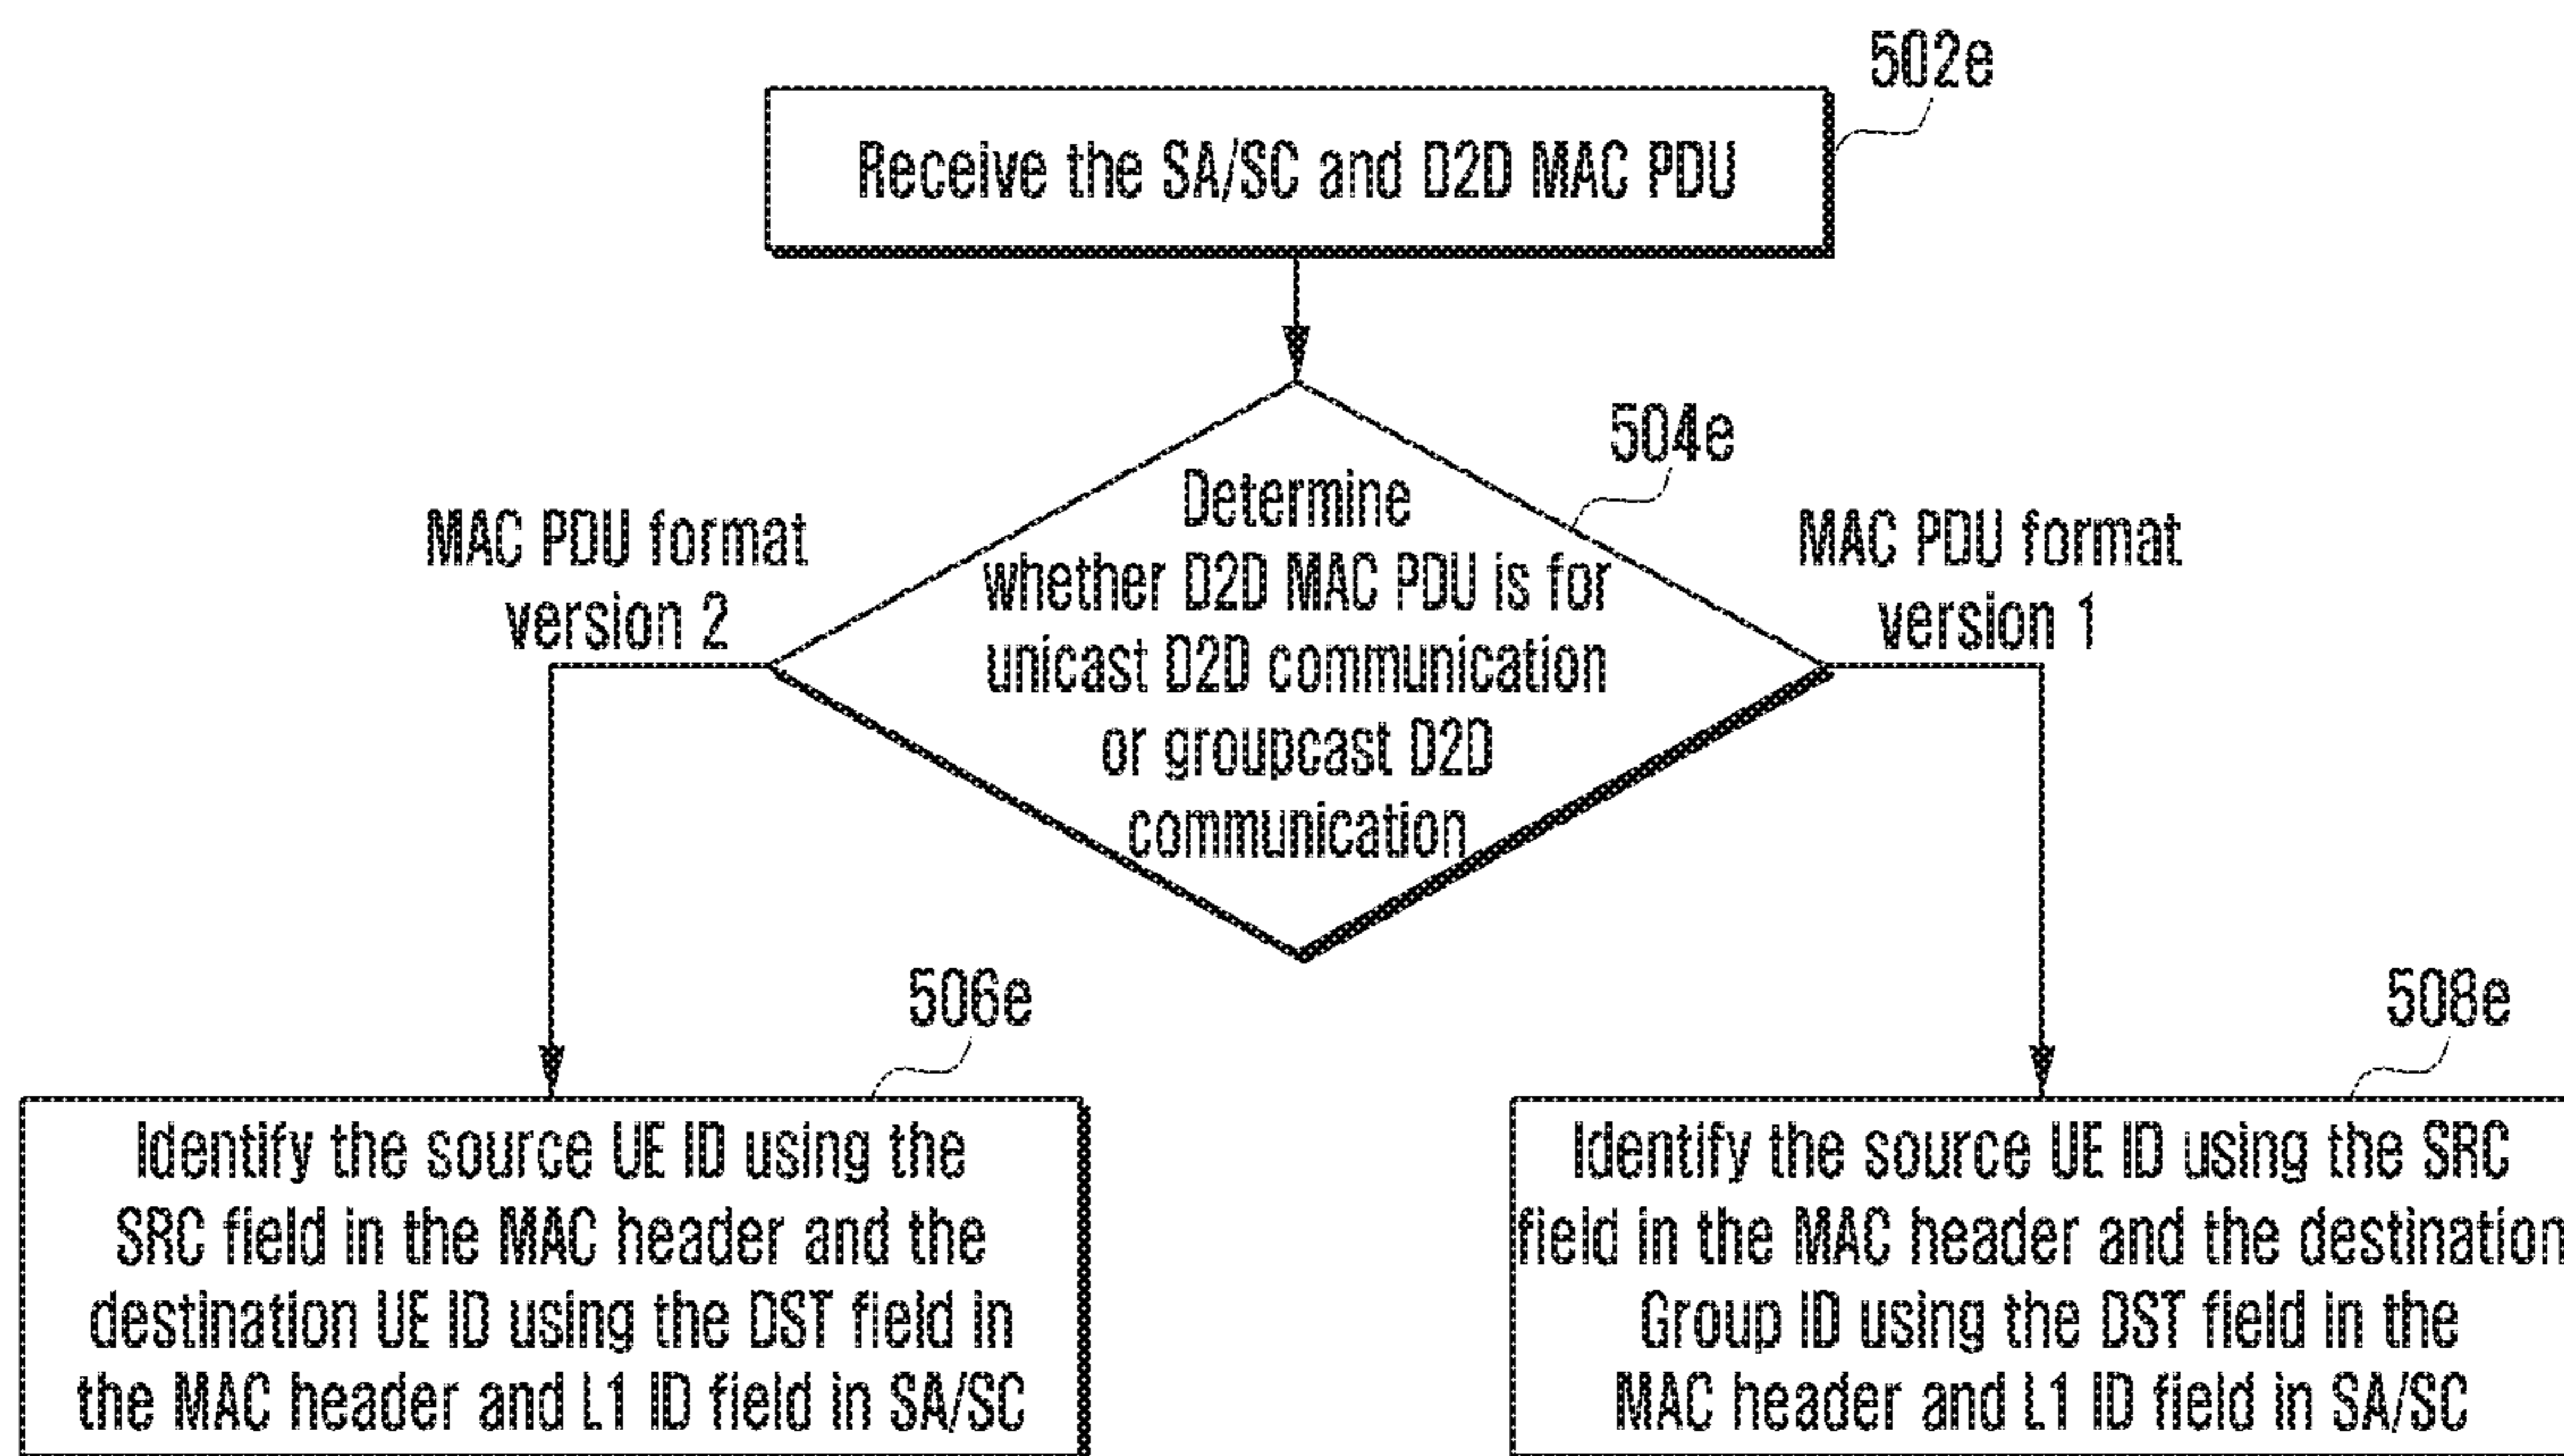 502e
Receive the SA/SC and D2D MAC PDU
504e
Determine
whether D2D MAC PDU is for
unicast D2D communication
or groupcast D2D
communication
MAC PDU format
version 2
MAC PDU format
version 1
506e
Identify the source UE ID using the
SRC field in the MAC header and the
destination UE ID using the DST field in
the MAC header and L1 ID field in SA/SC
508e
Identify the source UE ID using the SRC
field in the MAC header and the destination
Group ID using the DST field in the
MAC header and L1 ID field in SA/SC